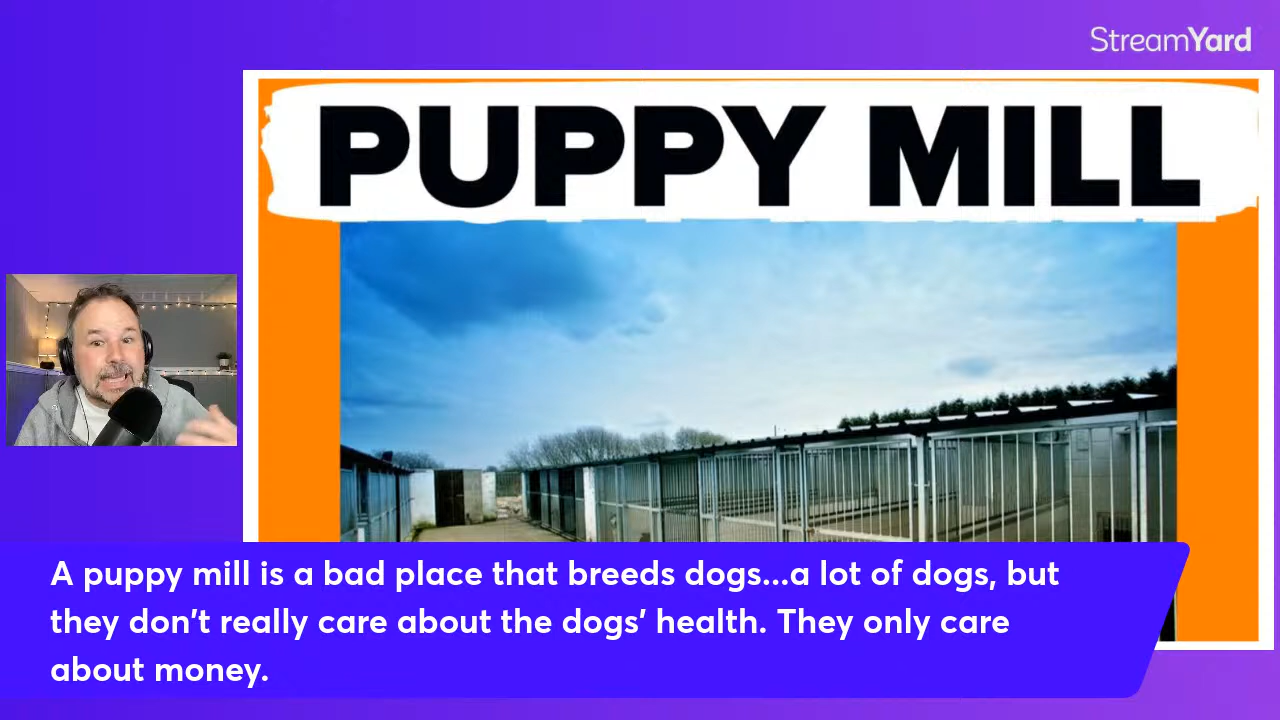 StreamYard
PUPPY MILL
A puppy mill is a bad place that breeds dogs...a lot of dogs, but
they don't really care about the dogs' health. They only care
about money.